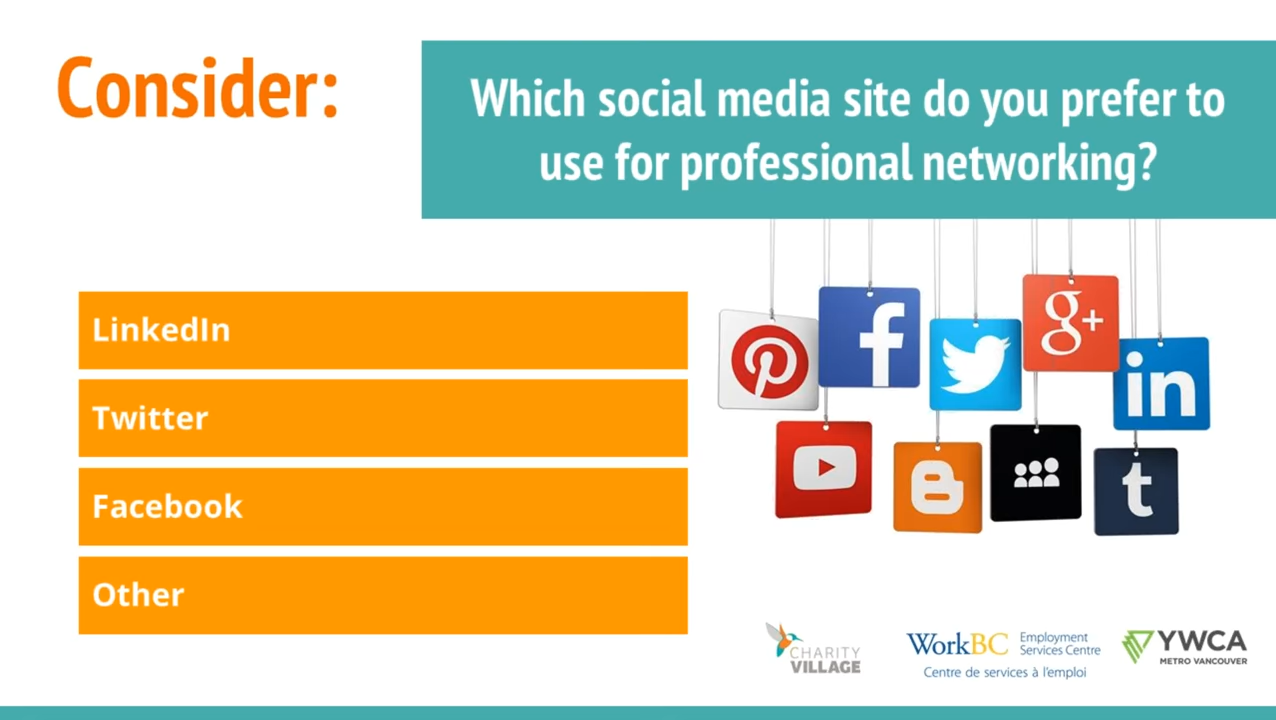 Consider:
Which social media site do you prefer to
use for professional networking?
LinkedIn
Twitter
Facebook
Other
f
g+
in
t
CHARITY
VILLAGE
WorkBC Employment
Services Centre
Centre de services à l'emploi
YWCA
METRO VANCOUVER